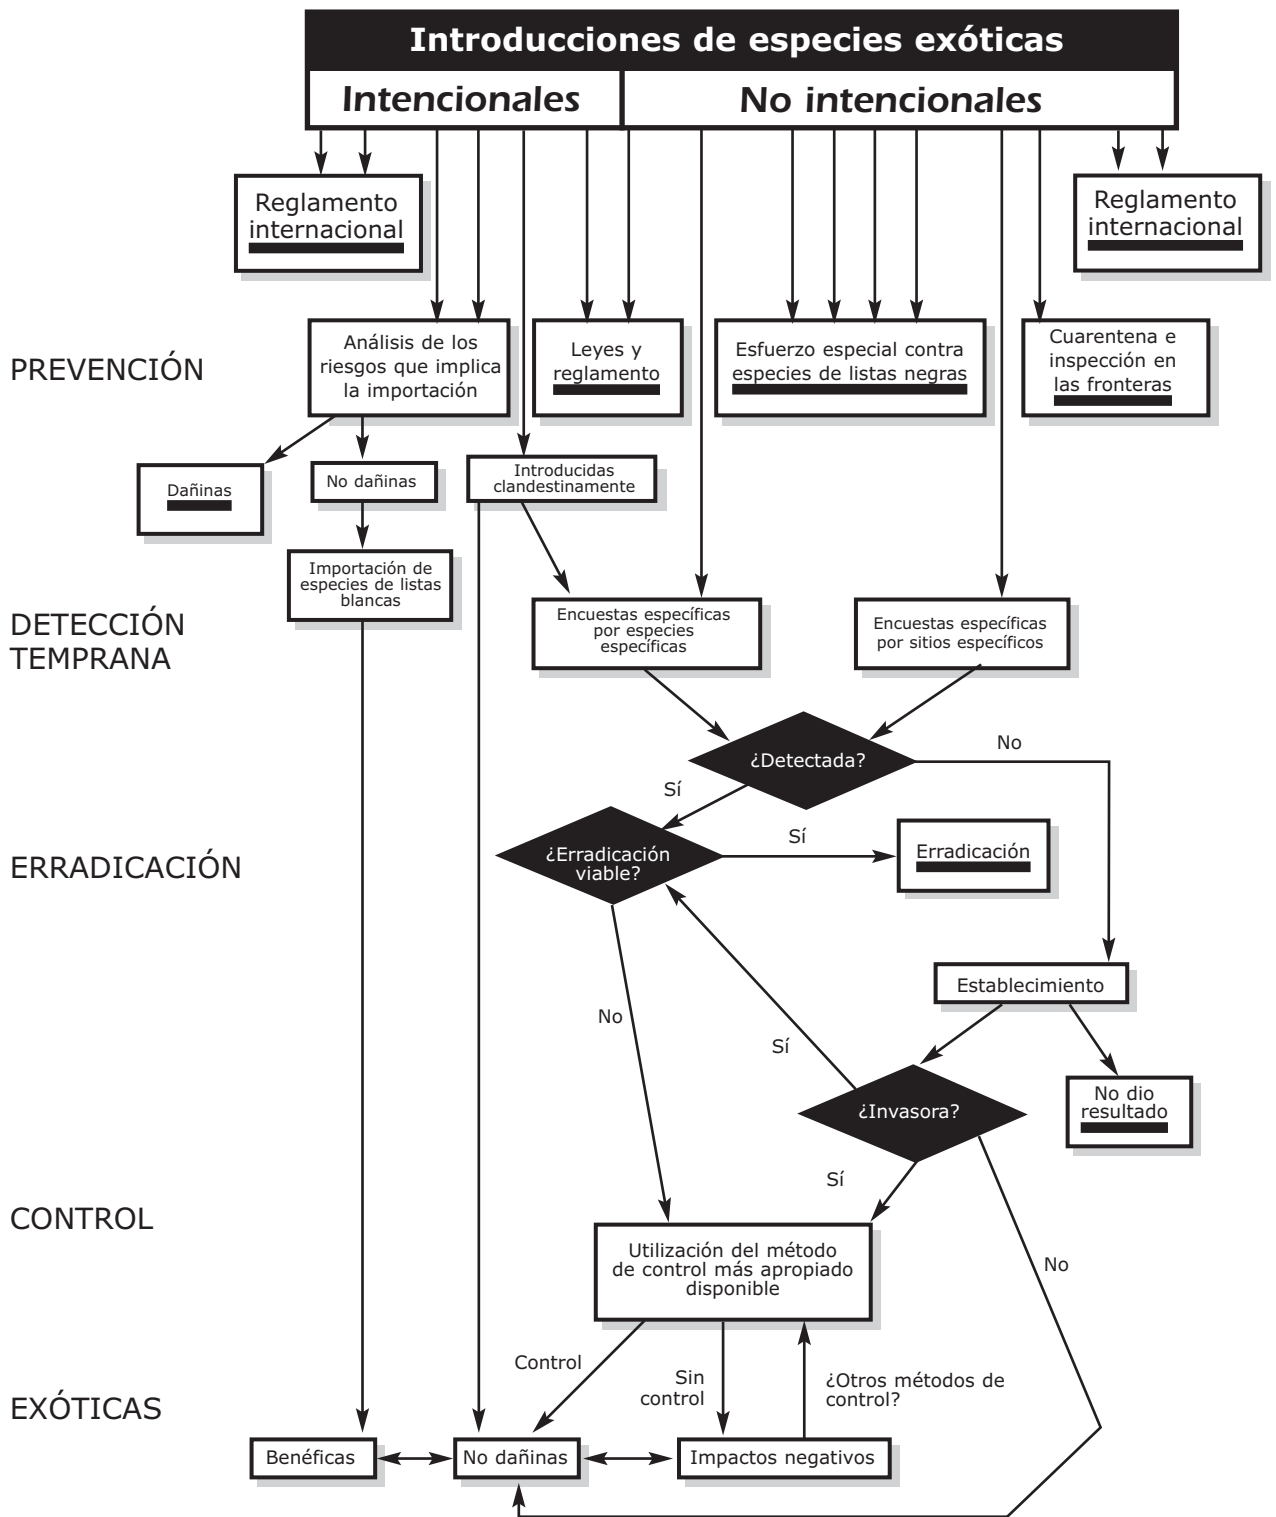 Introducciones de especies exóticas
Intencionales
No intencionales
Reglamento
internacional
Reglamento
internacional
PREVENCIÓN
Análisis de los
riesgos que implica
la importación
Leyes y
reglamento
Esfuerzo especial contra
especies de listas negras
Cuarentena e
inspección en
las fronteras
Dañinas
No dañinas
Introducidas
clandestinamente
Importación de
especies de listas
blancas
DETECCIÓN
TEMPRANA
Encuestas específicas
por especies
específicas
Encuestas específicas
por sitios específicos
¿Detectada?
No
Sí
ERRADICACIÓN
¿Erradicación
viable?
Sí
Erradicación
Establecimiento
No
Sí
¿Invasora?
No dio
resultado
Sí
CONTROL
Utilización del método
de control más apropiado
disponible
No
Control
Sin
control
¿Otros métodos de
control?
EXÓTICAS
Benéficas
No dañinas
Impactos negativos